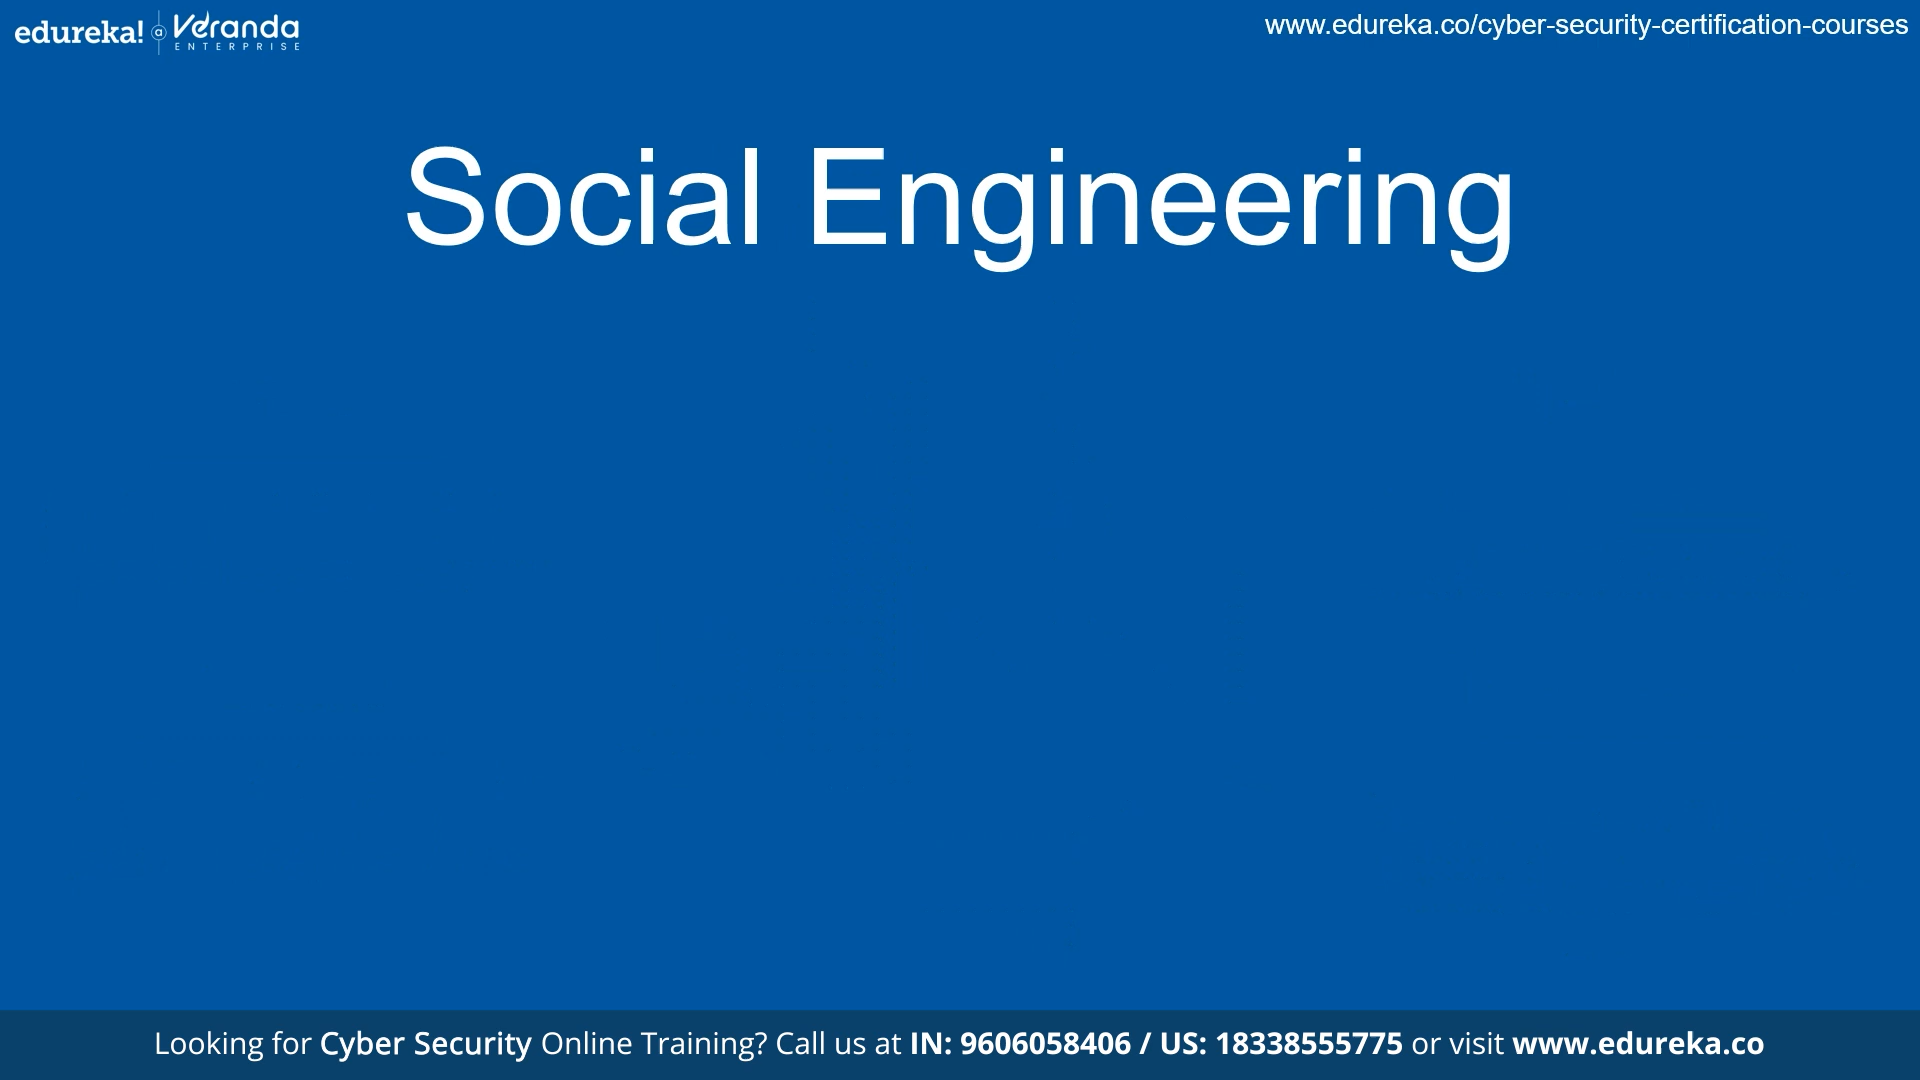 edureka! a Veranda ENTERPRISE
www.edureka.co/cyber-security-certification-courses
Social Engineering
Looking for Cyber Security Online Training? Call us at IN: 9606058406 / US: 18338555775 or visit www.edureka.co